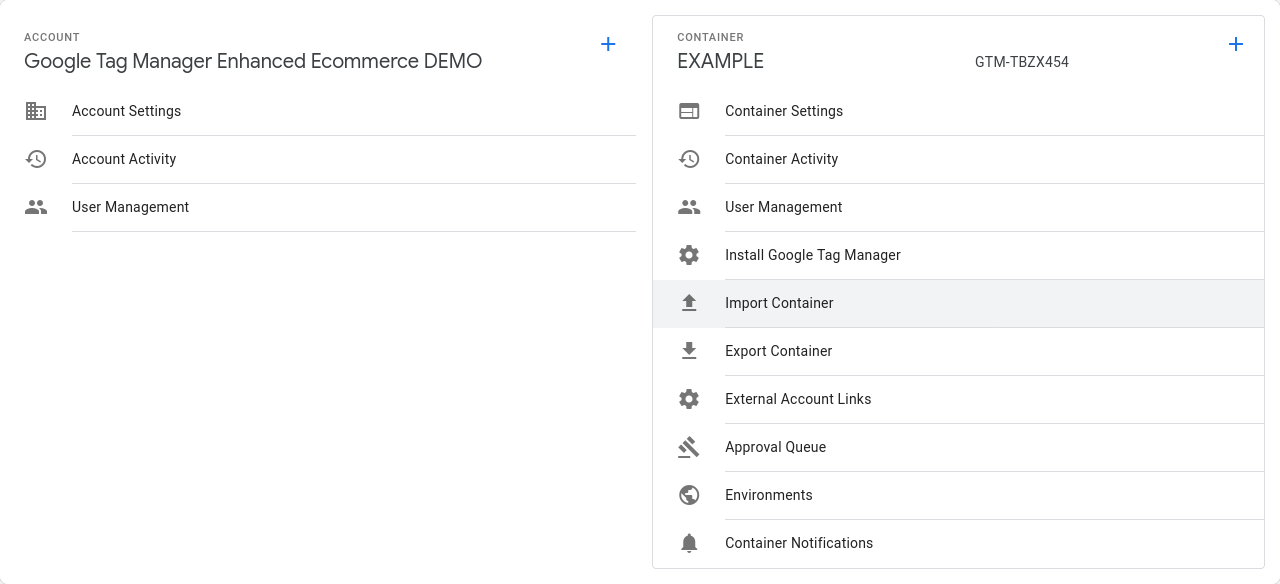 ACCOUNT
Google Tag Manager Enhanced Ecommerce DEMO
Account Settings
Account Activity
User Management
CONTAINER
EXAMPLE GTM-TBZX454
Container Settings
Container Activity
User Management
Install Google Tag Manager
Import Container
Export Container
External Account Links
Approval Queue
Environments
Container Notifications